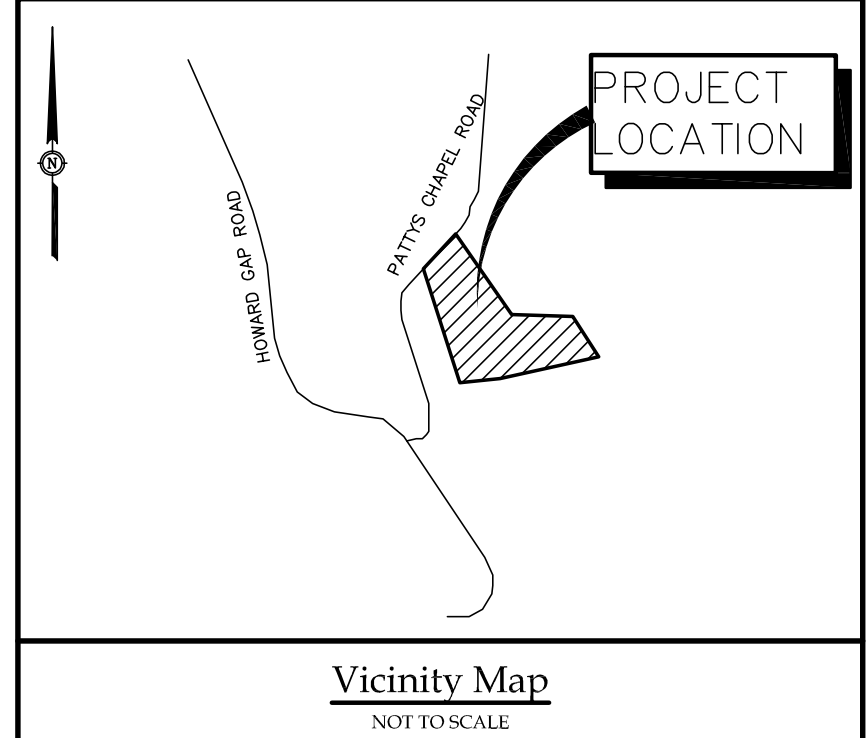 PROJECT
LOCATION
PATTYS CHAPEL ROAD
N
HOWARD GAP ROAD
Vicinity Map
NOT TO SCALE